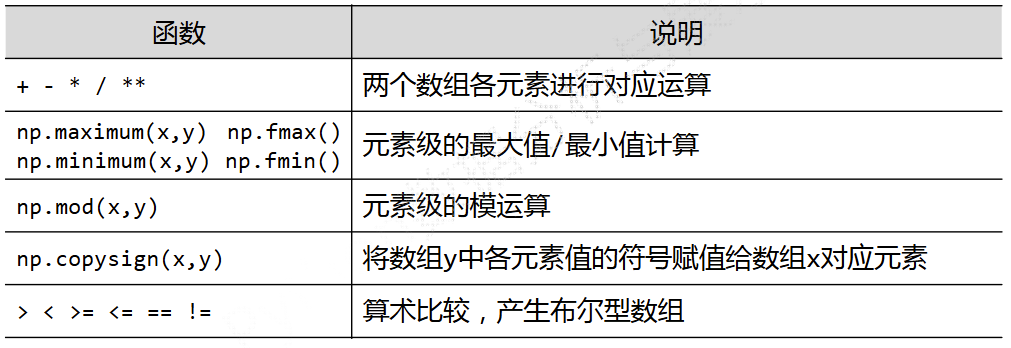 函数 说明
+ - * / ** 两个数组各元素进行对应运算
np.maximum(x,y) np.fmax()
np.minimum(x,y) np.fmin()
元素级的最大值/最小值计算
np.mod(x,y) 元素级的模运算
np.copysign(x,y) 将数组y中各元素值的符号赋值给数组x对应元素
> < >= <= == != 算术比较，产生布尔型数组